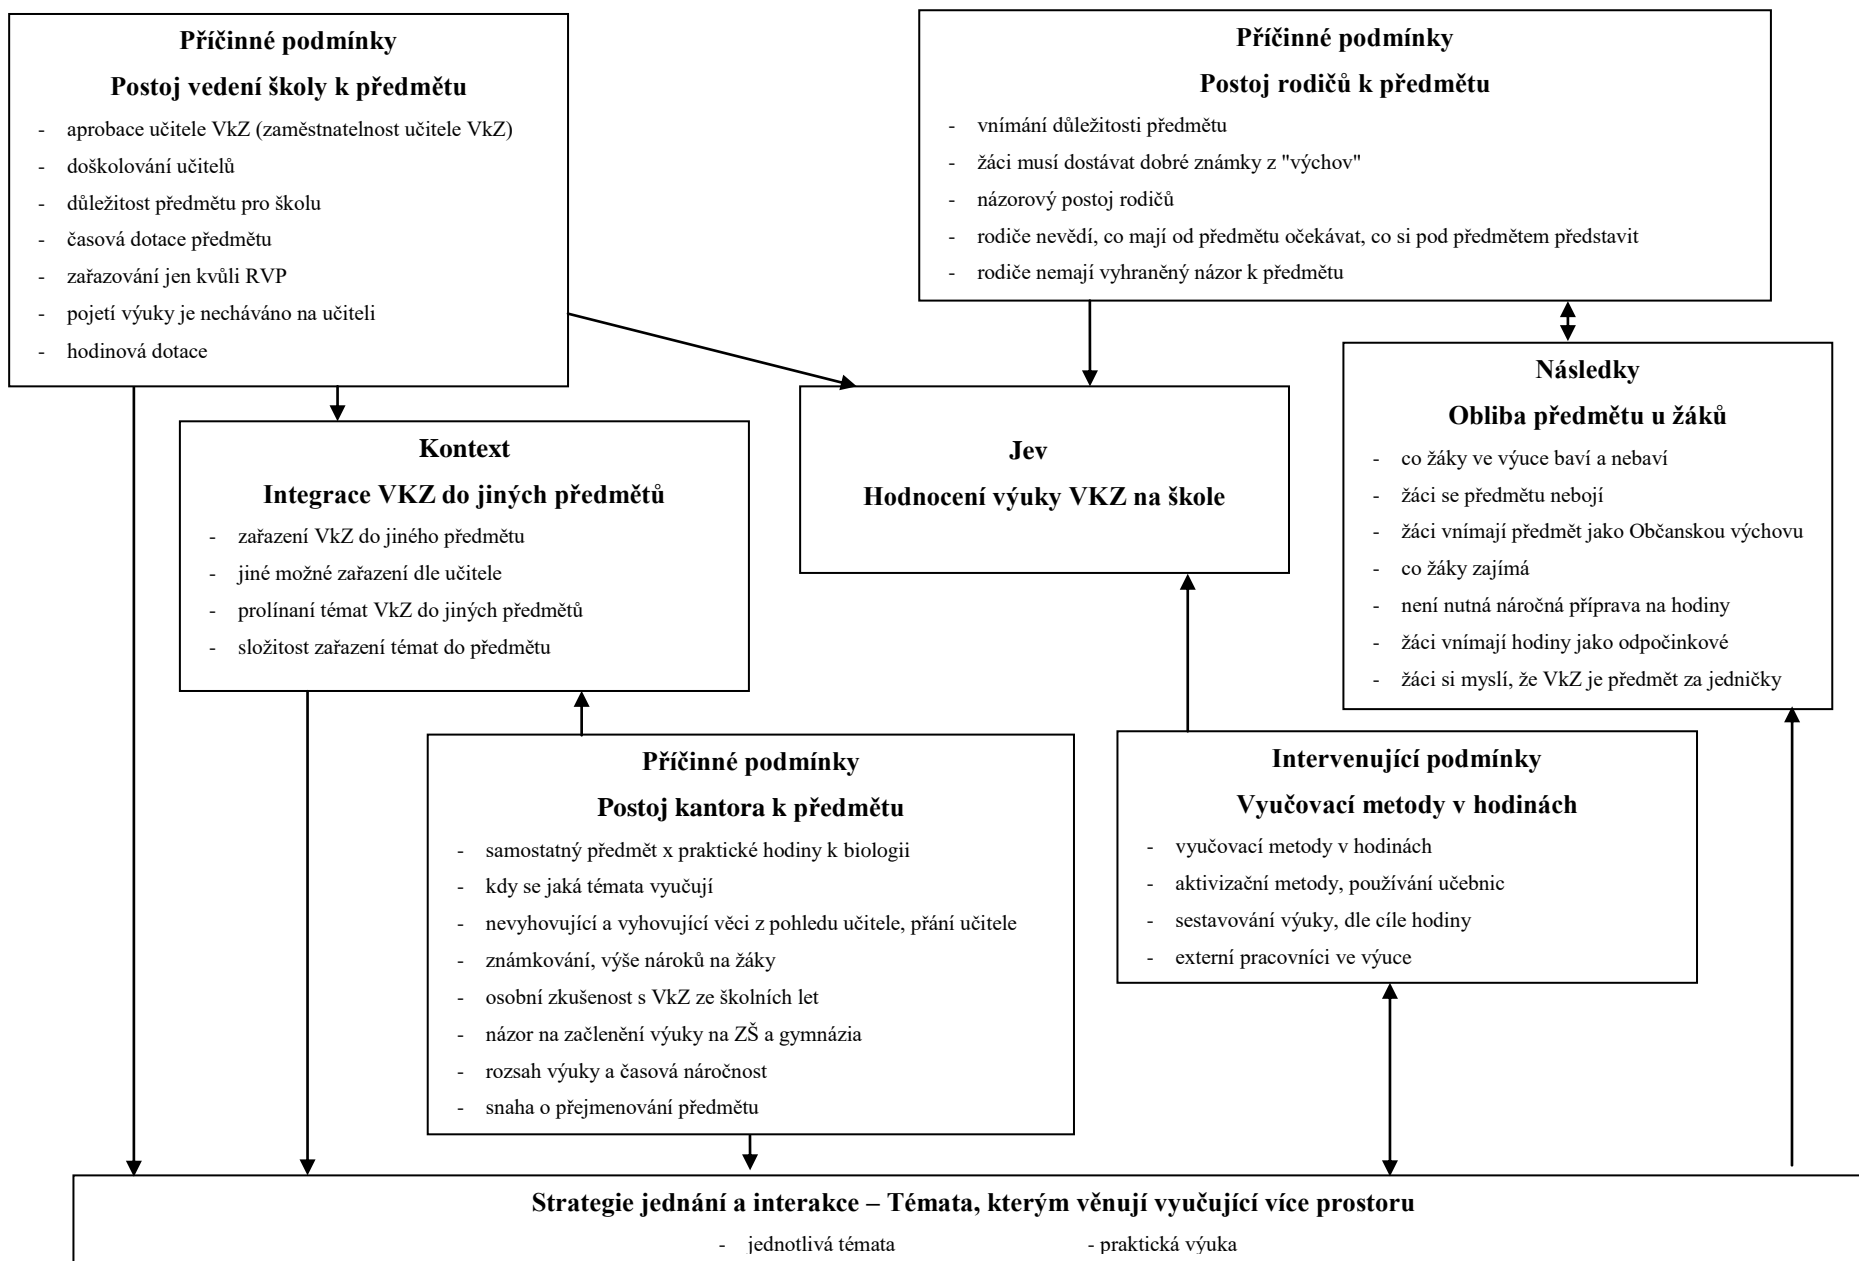 Příčinné podmínky
Postoj vedení školy k předmětu
- aprobace učitele VkZ (zaměstnatelnost učitele VkZ)
- doškolování učitelů
- důležitost předmětu pro školu
- časová dotace předmětu
- zařazování jen kvůli RVP
- pojetí výuky je necháváno na učiteli
- hodinová dotace
Příčinné podmínky
Postoj rodičů k předmětu
- vnímání důležitosti předmětu
- žáci musí dostávat dobré známky z "výchov"
- názorový postoj rodičů
- rodiče nevědí, co mají od předmětu očekávat, co si pod předmětem představit
- rodiče nemají vyhraněný názor k předmětu
Kontext
Integrace VKZ do jiných předmětů
- zařazení VkZ do jiného předmětu
- jiné možné zařazení dle učitele
- prolínaní témat VkZ do jiných předmětů
- složitost zařazení témat do předmětu
Jev
Hodnocení výuky VKZ na škole
Následky
Obliba předmětu u žáků
- co žáky ve výuce baví a nebaví
- žáci se předmětu nebojí
- žáci vnímají předmět jako Občanskou výchovu
- co žáky zajímá
- není nutná náročná příprava na hodiny
- žáci vnímají hodiny jako odpočinkové
- žáci si myslí, že VkZ je předmět za jedničky
Příčinné podmínky
Postoj kantora k předmětu
- samostatný předmět x praktické hodiny k biologii
- kdy se jaká témata vyučují
- nevyhovující a vyhovující věci z pohledu učitele, přání učitele
- známkování, výše nároků na žáky
- osobní zkušenost s VkZ ze školních let
- názor na začlenění výuky na ZŠ a gymnázia
- rozsah výuky a časová náročnost
- snaha o přejmenování předmětu
Intervenující podmínky
Vyučovací metody v hodinách
- vyučovací metody v hodinách
- aktivizační metody, používání učebnic
- sestavování výuky, dle cíle hodiny
- externí pracovníci ve výuce
Strategie jednání a interakce – Témata, kterým věnují vyučující více prostoru
- jednotlivá témata - praktická výuka